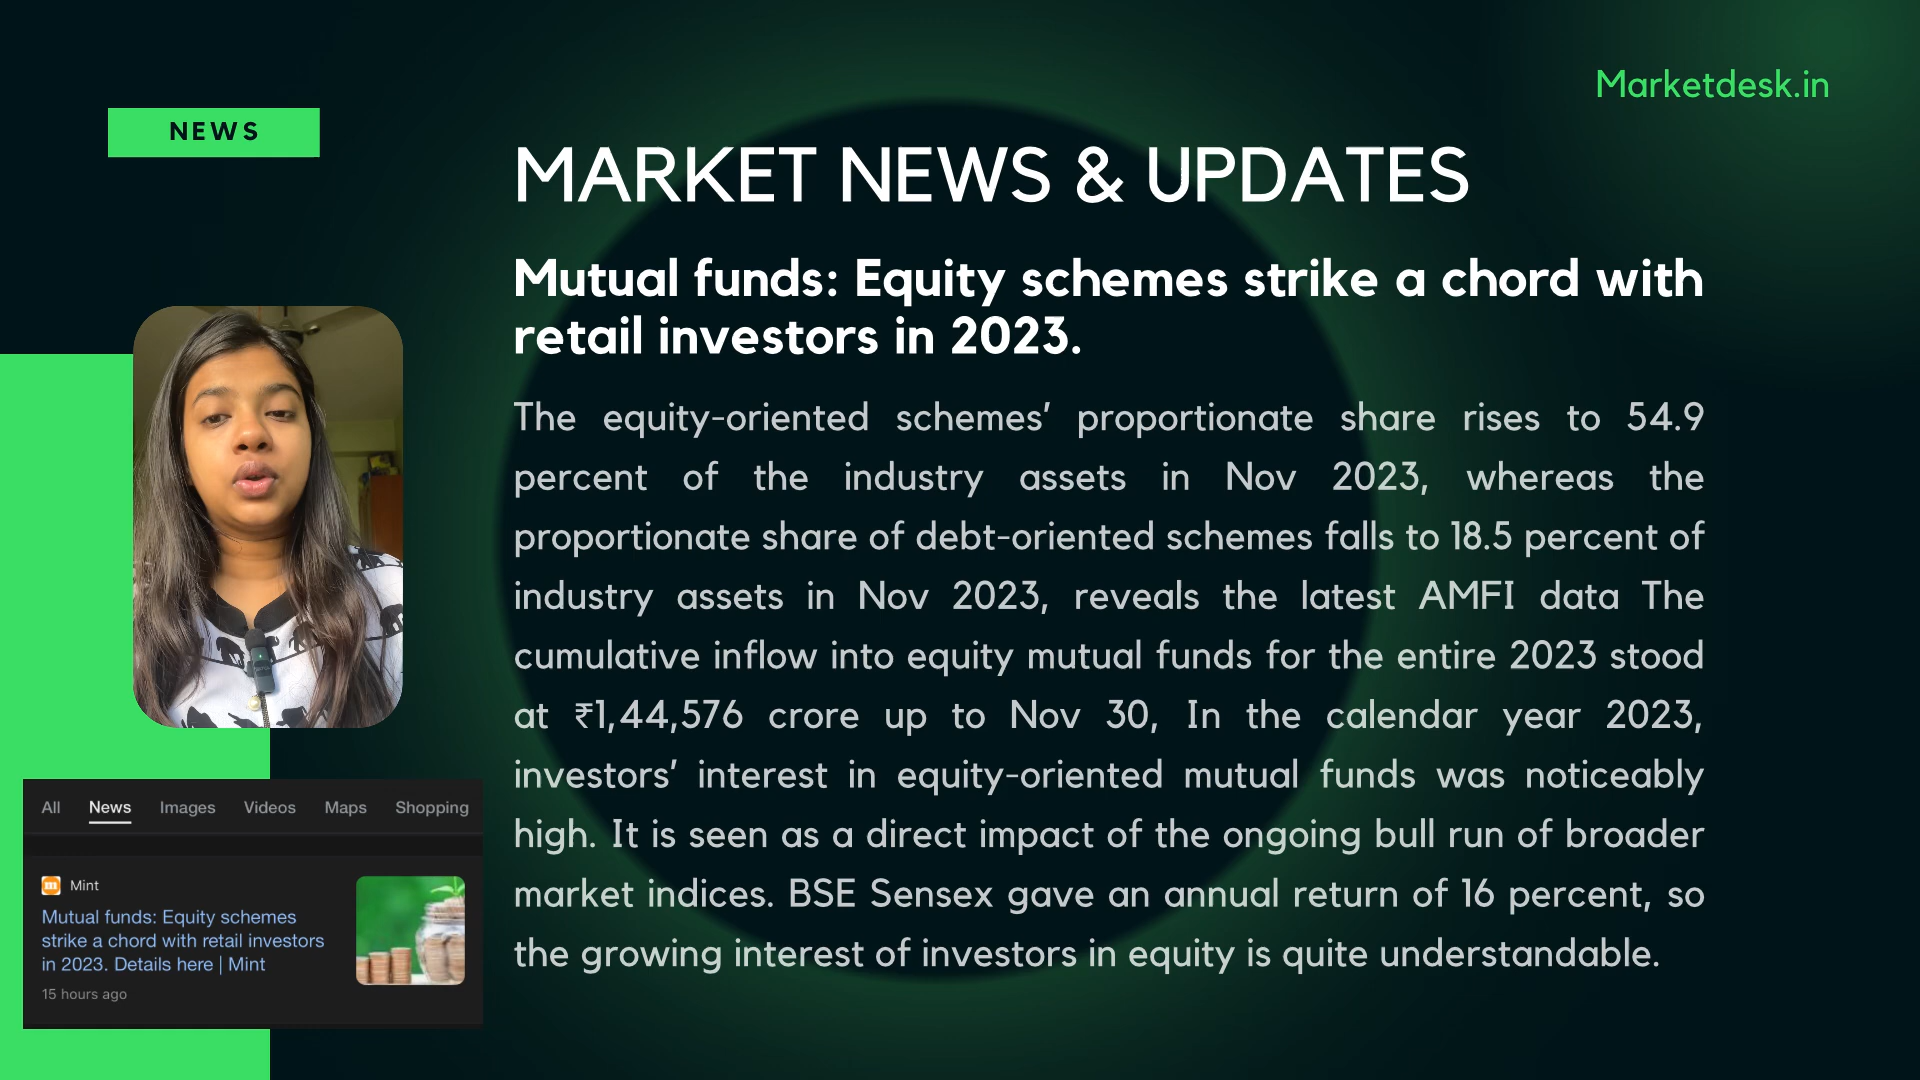 Marketdesk.in
NEWS
MARKET NEWS & UPDATES
Mutual funds: Equity schemes strike a chord with
retail investors in 2023.
The equity-oriented schemes’ proportionate share rises to 54.9
percent of the industry assets in Nov 2023, whereas the
proportionate share of debt-oriented schemes falls to 18.5 percent of
industry assets in Nov 2023, reveals the latest AMFI data The
cumulative inflow into equity mutual funds for the entire 2023 stood
at ₹1,44,576 crore up to Nov 30, In the calendar year 2023,
investors’ interest in equity-oriented mutual funds was noticeably
high. It is seen as a direct impact of the ongoing bull run of broader
market indices. BSE Sensex gave an annual return of 16 percent, so
the growing interest of investors in equity is quite understandable.
All News Images Videos Maps Shopping
m Mint
Mutual funds: Equity schemes
strike a chord with retail investors
in 2023. Details here | Mint
15 hours ago